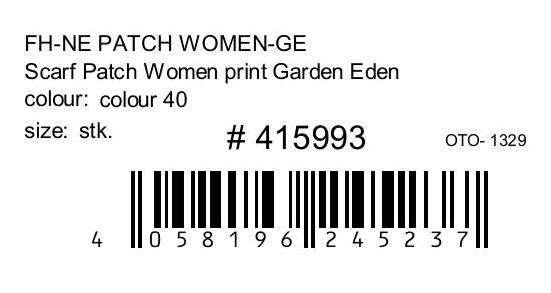 FH-NE PATCH WOMEN-GE
Scarf Patch Women print Garden Eden
colour: colour 40
size: stk.
# 415993
OTO- 1329
4 058196 245237